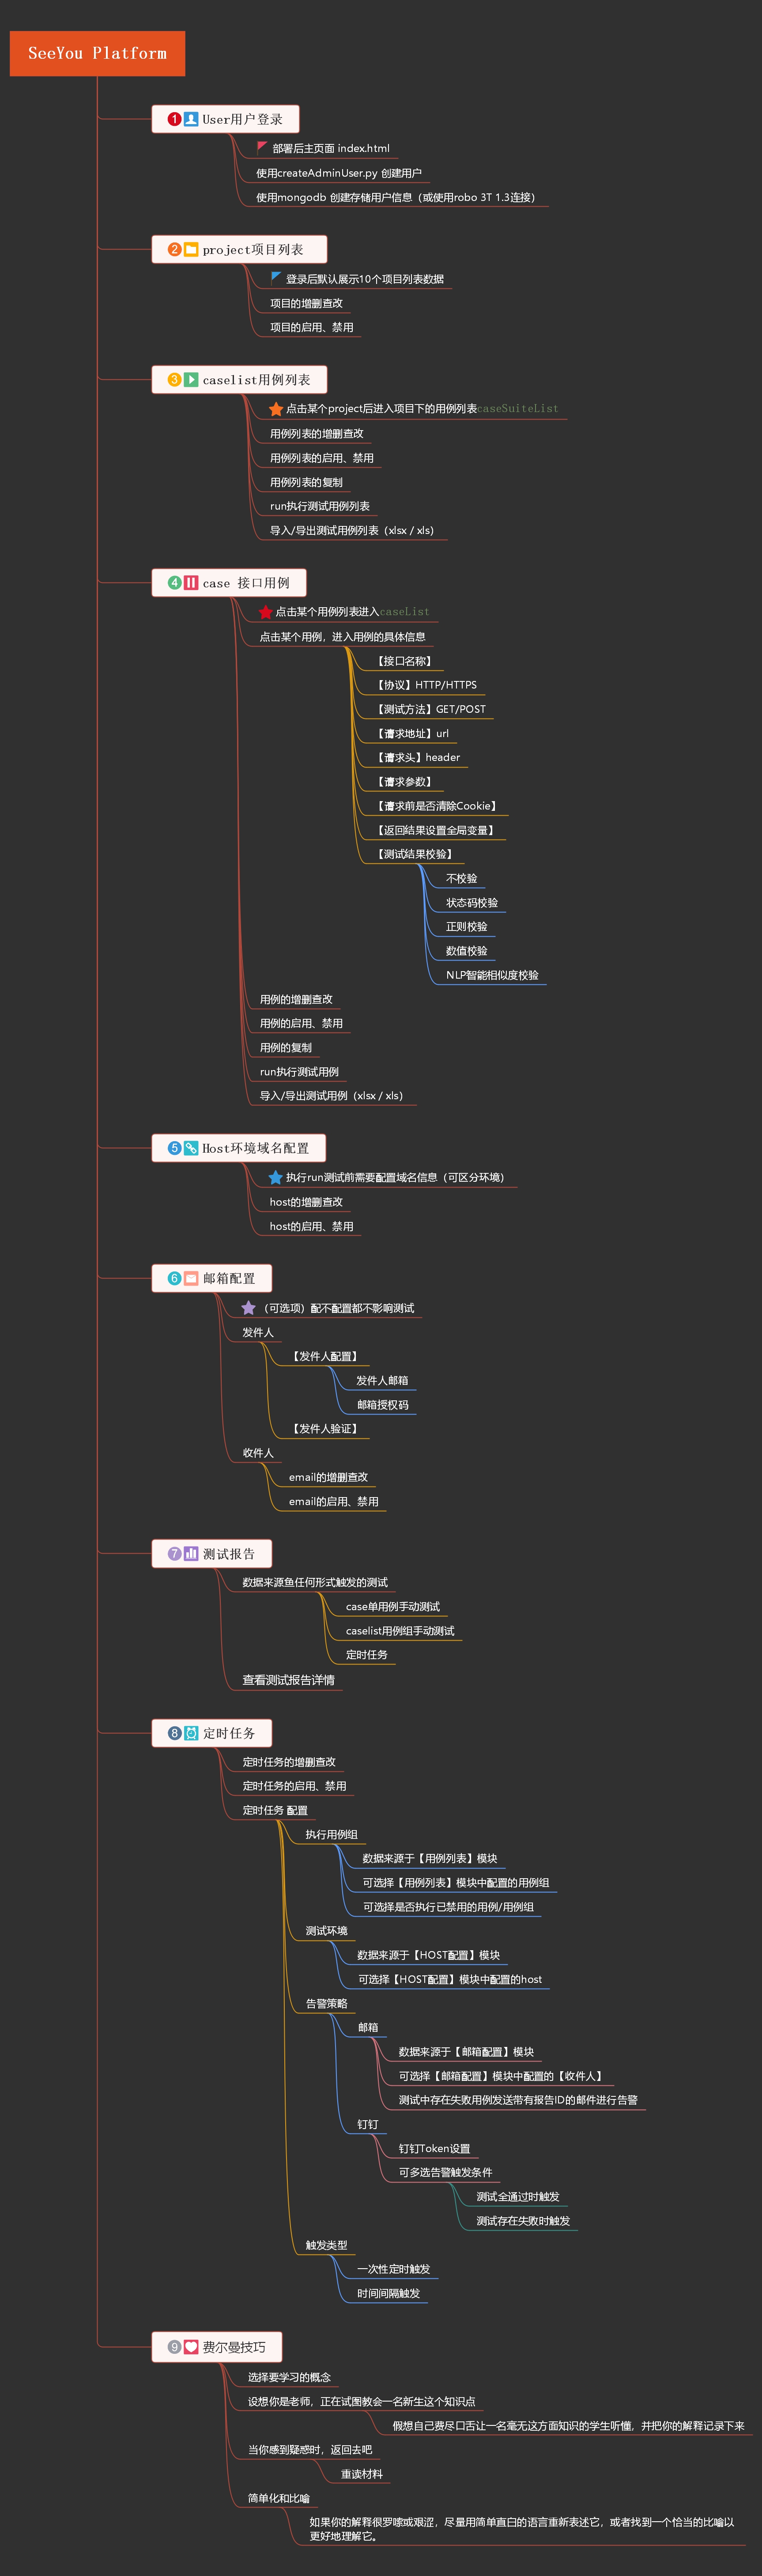 SeeYou Platform
1 User用户登录
部署后主页面 index.html
使用createAdminUser.py 创建用户
使用mongodb 创建存储用户信息（或使用robo 3T 1.3连接）
2 project项目列表
登录后默认展示10个项目列表数据
项目的增删查改
项目的启用、禁用
3 caselist用例列表
点击某个project后进入项目下的用例列表caseSuiteList
用例列表的增删查改
用例列表的启用、禁用
用例列表的复制
run执行测试用例列表
导入/导出测试用例列表（xlsx / xls）
4 case 接口用例
点击某个用例列表进入caseList
点击某个用例，进入用例的具体信息
【接口名称】
【协议】HTTP/HTTPS
【测试方法】GET/POST
【请求地址】url
【请求头】header
【请求参数】
【请求前是否清除Cookie】
【返回结果设置全局变量】
【测试结果校验】
不校验
状态码校验
正则校验
数值校验
NLP智能相似度校验
用例的增删查改
用例的启用、禁用
用例的复制
run执行测试用例
导入/导出测试用例（xlsx / xls）
5 Host环境域名配置
执行run测试前需要配置域名信息（可区分环境）
host的增删查改
host的启用、禁用
6 邮箱配置
（可选项）配不配置都不影响测试
发件人
【发件人配置】
发件人邮箱
邮箱授权码
【发件人验证】
收件人
email的增删查改
email的启用、禁用
7 测试报告
数据来源鱼任何形式触发的测试
case单用例手动测试
caselist用例组手动测试
定时任务
查看测试报告详情
8 定时任务
定时任务的增删查改
定时任务的启用、禁用
定时任务 配置
执行用例组
数据来源于【用例列表】模块
可选择【用例列表】模块中配置的用例组
可选择是否执行已禁用的用例/用例组
测试环境
数据来源于【HOST配置】模块
可选择【HOST配置】模块中配置的host
告警策略
邮箱
数据来源于【邮箱配置】模块
可选择【邮箱配置】模块中配置的【收件人】
测试中存在失败用例发送带有报告ID的邮件进行告警
钉钉
钉钉Token设置
可多选告警触发条件
测试全通过时触发
测试存在失败时触发
触发类型
一次性定时触发
时间间隔触发
9 费尔曼技巧
选择要学习的概念
设想你是老师，正在试图教会一名新生这个知识点
假想自己费尽口舌让一名毫无这方面知识的学生听懂，并把你的解释记录下来
当你感到疑惑时，返回去吧
重读材料
简单化和比喻
如果你的解释很罗嗦或艰涩，尽量用简单直白的语言重新表述它，或者找到一个恰当的比喻以
更好地理解它。